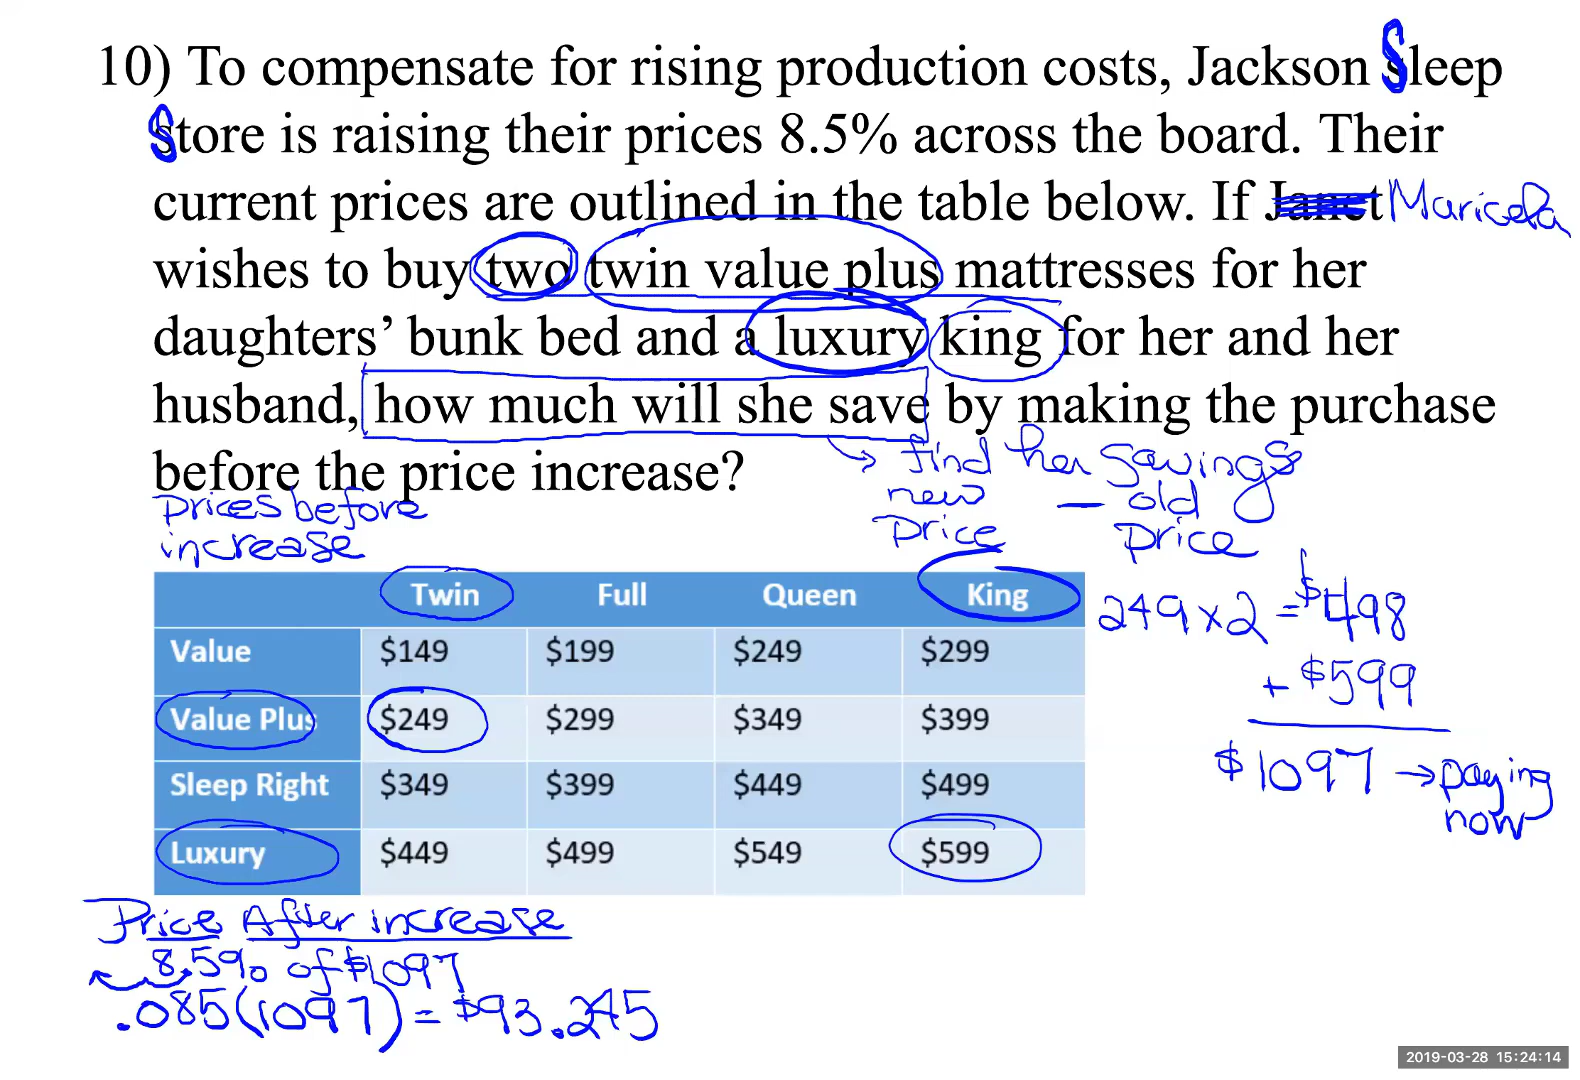 10) To compensate for rising production costs, Jackson Sleep
Store is raising their prices 8.5% across the board. Their
current prices are outlined in the table below. If Janet Maricela
wishes to buy two twin value plus mattresses for her
daughters' bunk bed and a luxury king for her and her
husband, how much will she save by making the purchase
before the price increase?
find her savings
new price — old price
Prices before
increase
Twin Full Queen King
Value $149 $199 $249 $299
Value Plus $249 $299 $349 $399
Sleep Right $349 $399 $449 $499
Luxury $449 $499 $549 $599
249 x 2 = $498
+ $599
$1097 → paying
now
Price After increase
8.5% of $1097
.085(1097) = $93.245
2019-03-28 15:24:14